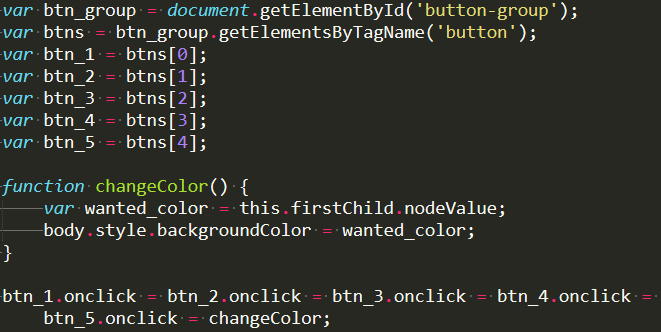 var btn_group = document.getElementById('button-group');
var btns = btn_group.getElementsByTagName('button');
var btn_1 = btns[0];
var btn_2 = btns[1];
var btn_3 = btns[2];
var btn_4 = btns[3];
var btn_5 = btns[4];
function changeColor() {
var wanted_color = this.firstChild.nodeValue;
body.style.backgroundColor = wanted_color;
}
btn_1.onclick = btn_2.onclick = btn_3.onclick = btn_4.onclick =
btn_5.onclick = changeColor;